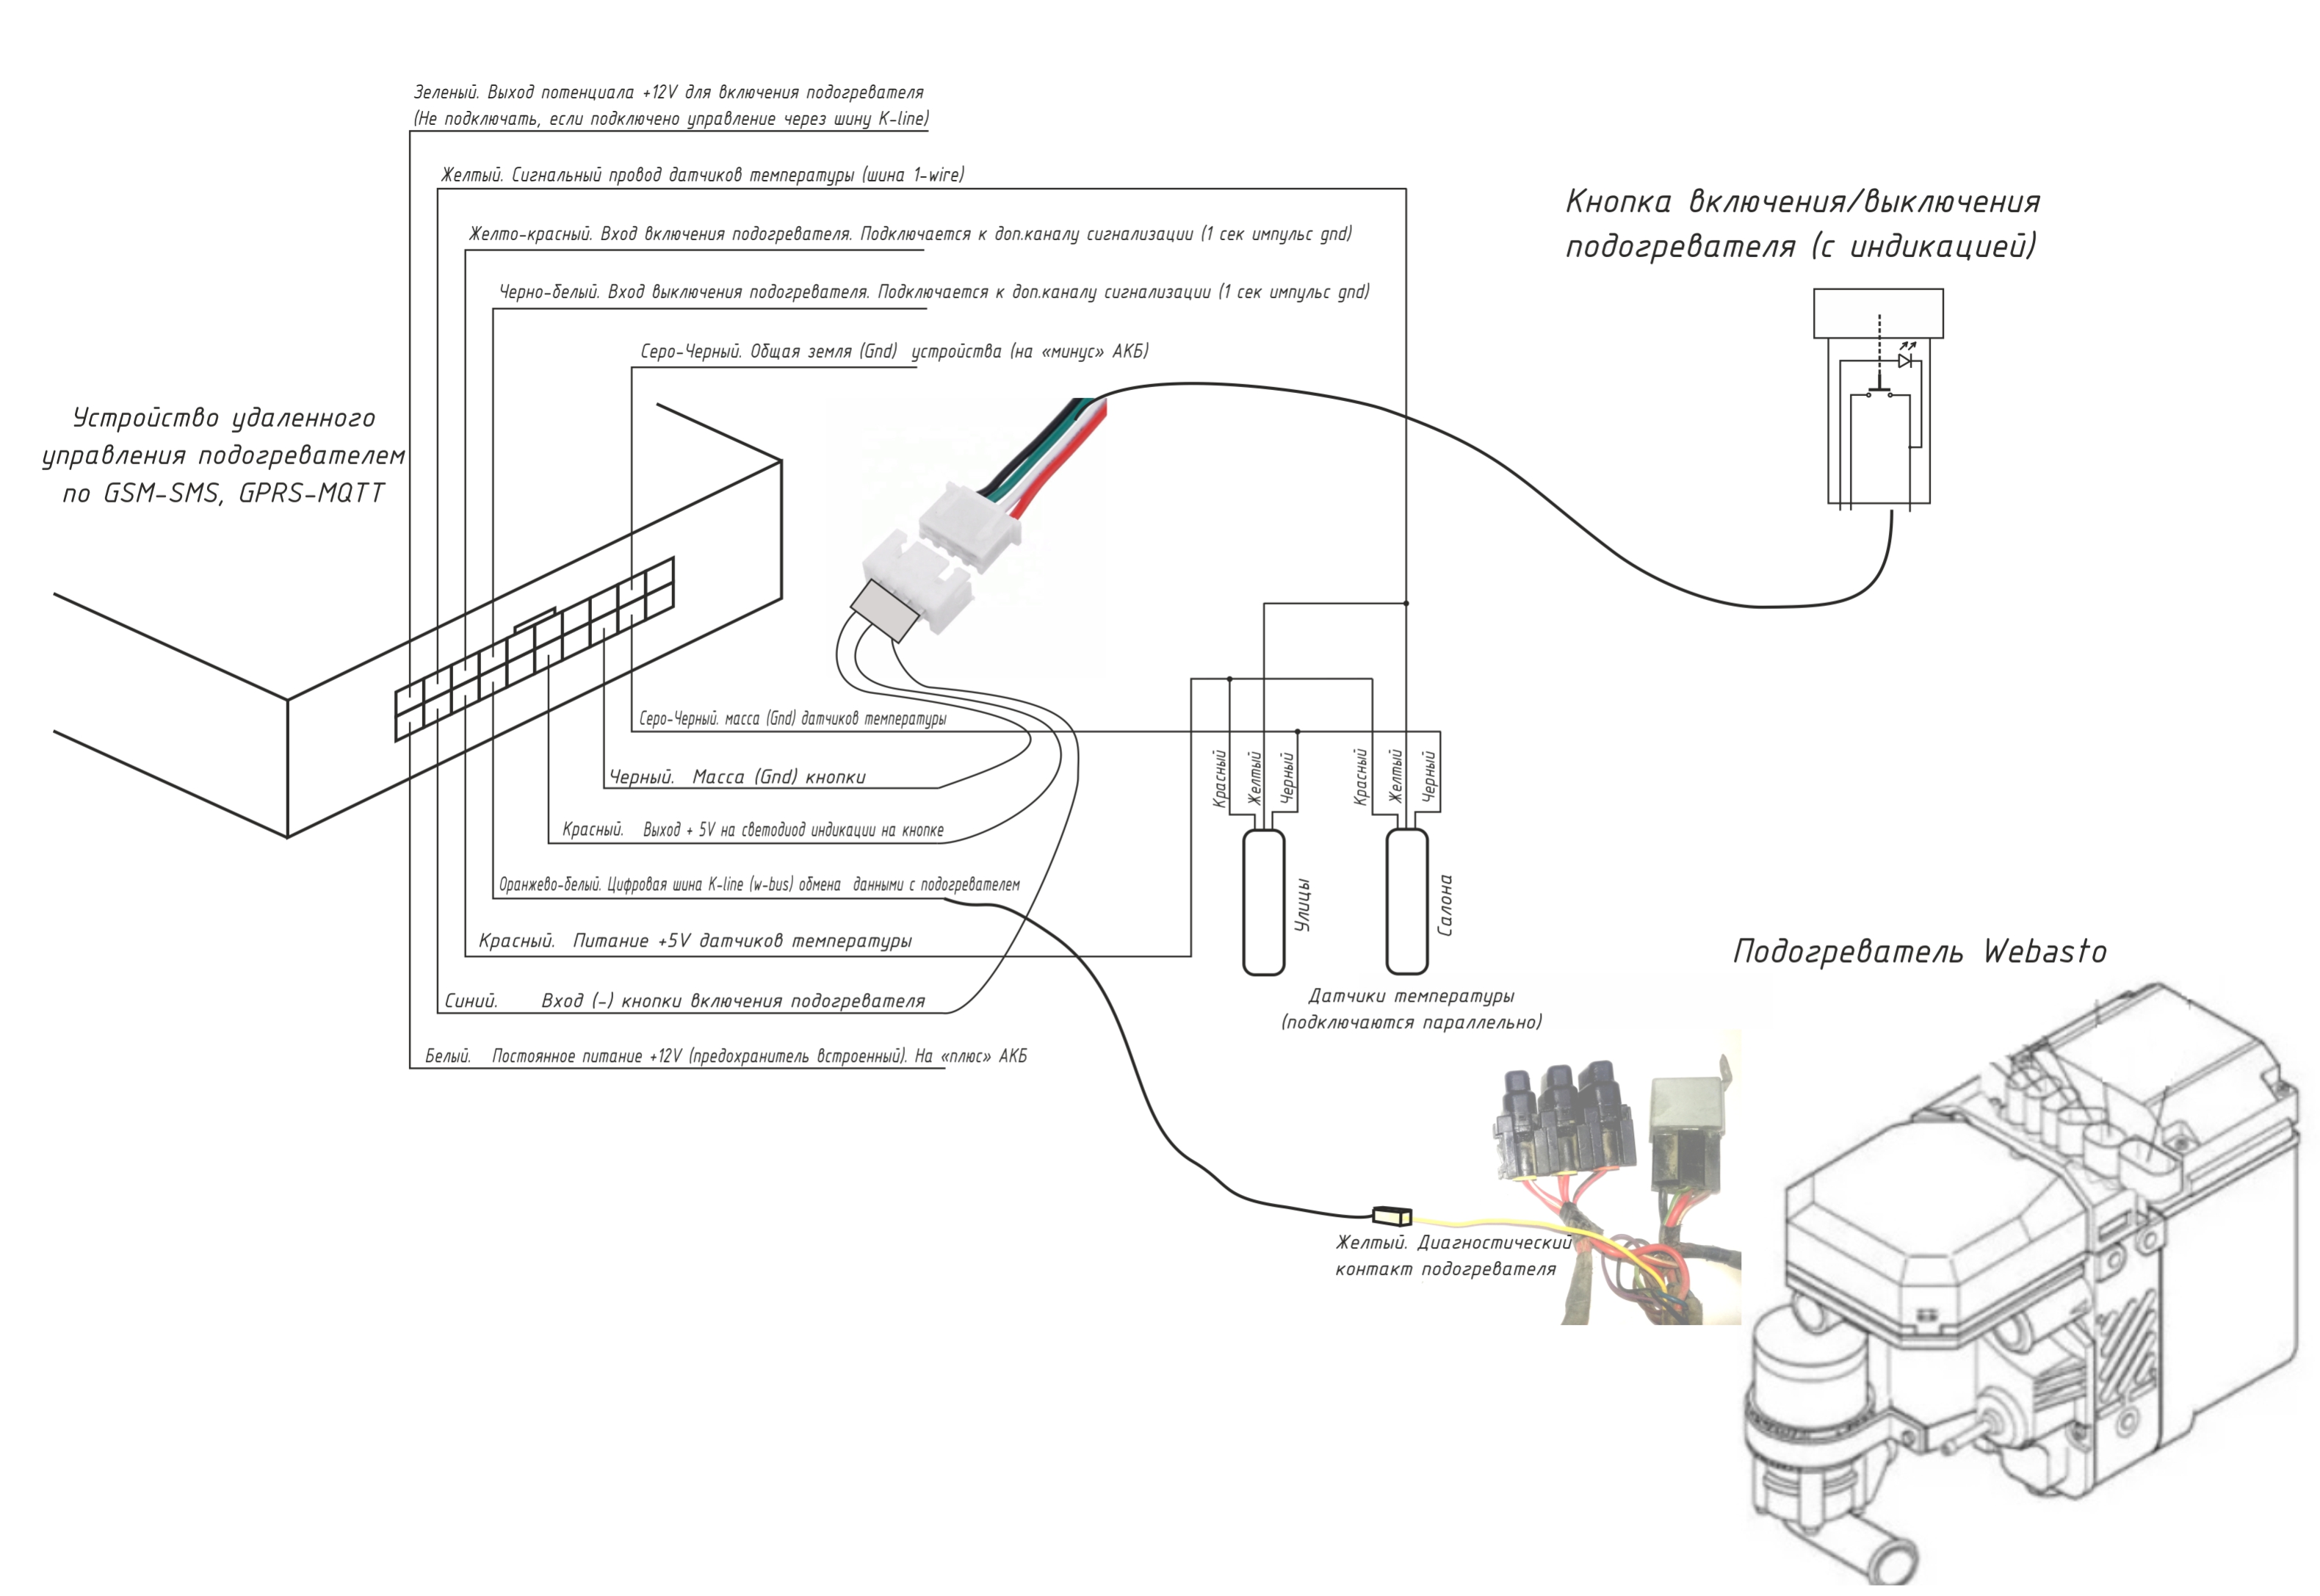 Зеленый. Выход потенциала +12V для включения подогревателя
(Не подключать, если подключено управление через шину K-line)
Желтый. Сигнальный провод датчиков температуры (шина 1-wire)
Желто-красный. Вход включения подогревателя. Подключается к доп.каналу сигнализации (1 сек импульс gnd)
Черно-белый. Вход выключения подогревателя. Подключается к доп.каналу сигнализации (1 сек импульс gnd)
Серо-Черный. Общая земля (Gnd) устройства (на «минус» АКБ)
Устройство удаленного
управления подогревателем
по GSM-SMS, GPRS-MQTT
Кнопка включения/выключения
подогревателя (с индикацией)
Серо-Черный. масса (Gnd) датчиков температуры
Черный. Масса (Gnd) кнопки
Красный. Выход + 5V на светодиод индикации на кнопке
Оранжево-белый. Цифровая шина K-line (w-bus) обмена данными с подогревателем
Красный. Питание +5V датчиков температуры
Синий. Вход (-) кнопки включения подогревателя
Белый. Постоянное питание +12V (предохранитель встроенный). На «плюс» АКБ
Красный
Желтый
Черный
Красный
Желтый
Черный
Улицы
Салона
Датчики температуры
(подключаются параллельно)
Подогреватель Webasto
Желтый. Диагностический
контакт подогревателя